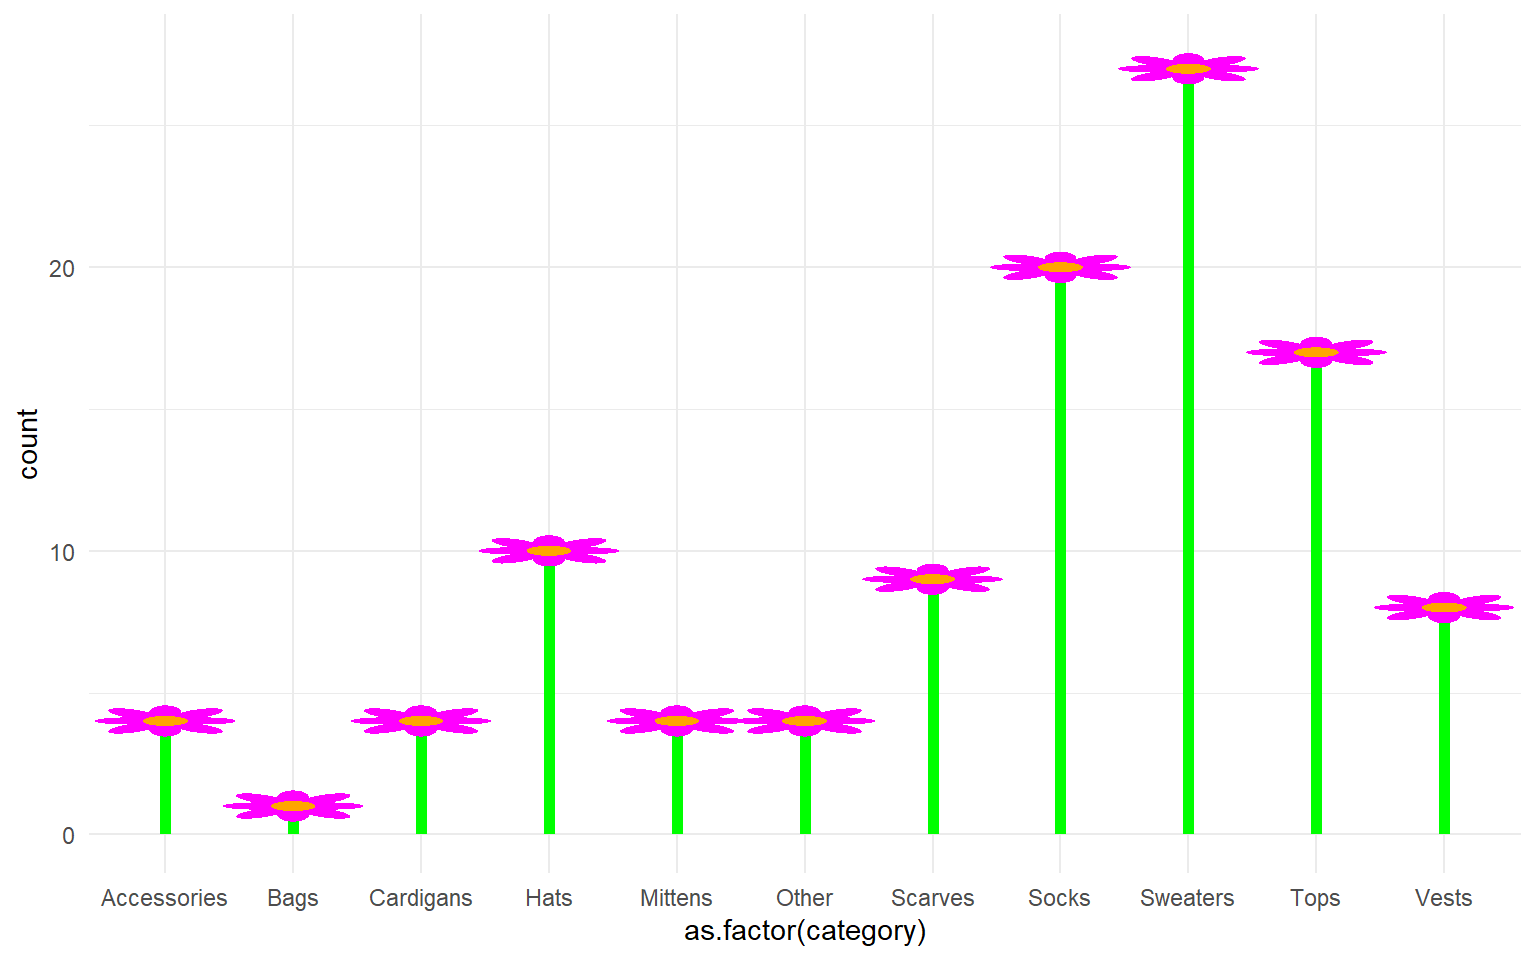 20
10
0
count
Accessories Bags Cardigans Hats Mittens Other Scarves Socks Sweaters Tops Vests
as.factor(category)